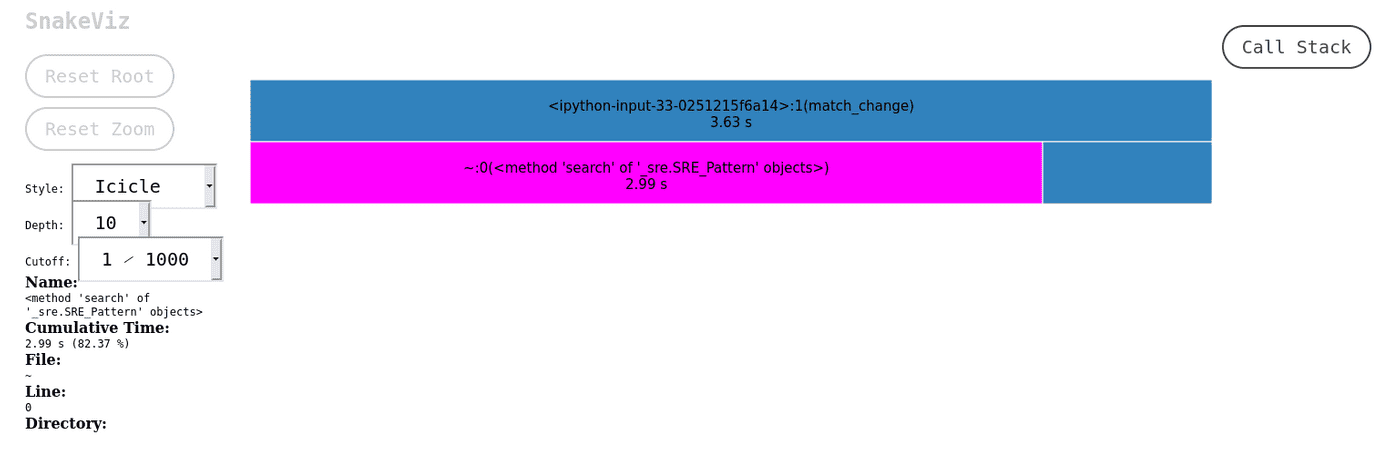 SnakeViz
Reset Root
Reset Zoom
Style: Icicle
Depth: 10
Cutoff: 1 / 1000
Name:
<method 'search' of
'_sre.SRE_Pattern' objects>
Cumulative Time:
2.99 s (82.37 %)
File:
~
Line:
0
Directory:
<ipython-input-33-0251215f6a14>:1(match_change)
3.63 s
~:0(<method 'search' of '_sre.SRE_Pattern' objects>)
2.99 s
Call Stack